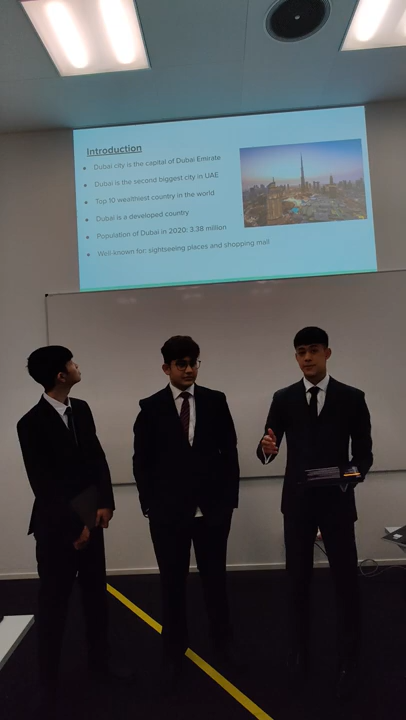 Introduction
• Dubai city is the capital of Dubai Emirate
• Dubai is the second biggest city in UAE
• Top 10 wealthiest country in the world
• Dubai is a developed country
• Population of Dubai in 2020: 3.38 million
• Well-known for: sightseeing places and shopping mall